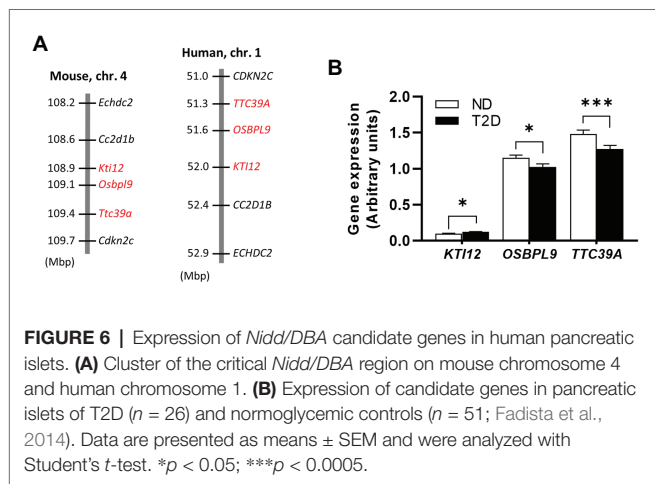 A
Mouse, chr. 4
108.2 Echdc2
108.6 Cc2d1b
108.9 Kti12
109.1 Osbpl9
109.4 Ttc39a
109.7 Cdkn2c
(Mbp)
Human, chr. 1
51.0 CDKN2C
51.3 TTC39A
51.6 OSBPL9
52.0 KTI12
52.4 CC2D1B
52.9 ECHDC2
(Mbp)
B
Gene expression
(Arbitrary units)
2.0
1.5
1.0
0.5
0.0
ND
T2D
*
*
***
KTI12 OSBPL9 TTC39A
FIGURE 6 | Expression of Nidd/DBA candidate genes in human pancreatic
islets. (A) Cluster of the critical Nidd/DBA region on mouse chromosome 4
and human chromosome 1. (B) Expression of candidate genes in pancreatic
islets of T2D (n = 26) and normoglycemic controls (n = 51; Fadista et al.,
2014). Data are presented as means ± SEM and were analyzed with
Student’s t-test. *p < 0.05; ***p < 0.0005.